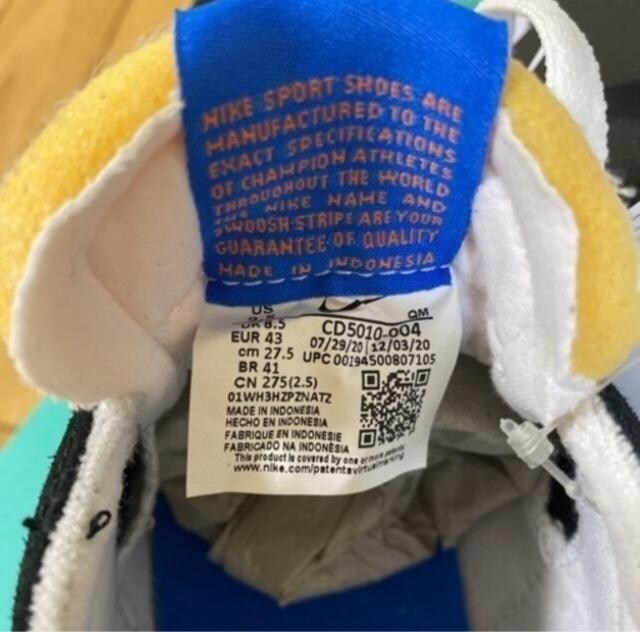 NIKE SPORT SHOES ARE
MANUFACTURED TO THE
EXACT SPECIFICATIONS
OF CHAMPION ATHLETES
THROUGHOUT THE WORLD
THE NIKE NAME AND
SWOOSH STRIPE ARE YOUR
GUARANTEE OF QUALITY
MADE IN INDONESIA
US
QM
UK 8.5
CD5010-004
EUR 43
07/29/20 12/03/20
cm 27.5
UPC 00194500807105
BR 41
CN 275(2.5)
01WH3HZPZNATZ
MADE IN INDONESIA
HECHO EN INDONESIA
FABRIQUE EN INDONESIE
FABRICADO NA INDONÉSIA
This product is covered by one or more patents
www.nike.com/patentsvirtualmarking